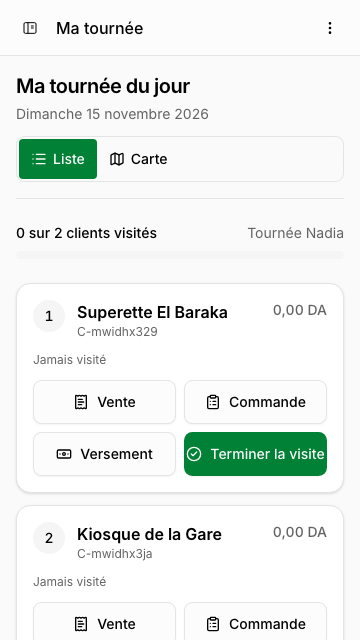 Ma tournée
Ma tournée du jour
Dimanche 15 novembre 2026
Liste
Carte
0 sur 2 clients visités
Tournée Nadia
1
Superette El Baraka
0,00 DA
C-mwidhx329
Jamais visité
Vente
Commande
Versement
Terminer la visite
2
Kiosque de la Gare
0,00 DA
C-mwidhx3ja
Jamais visité
Vente
Commande